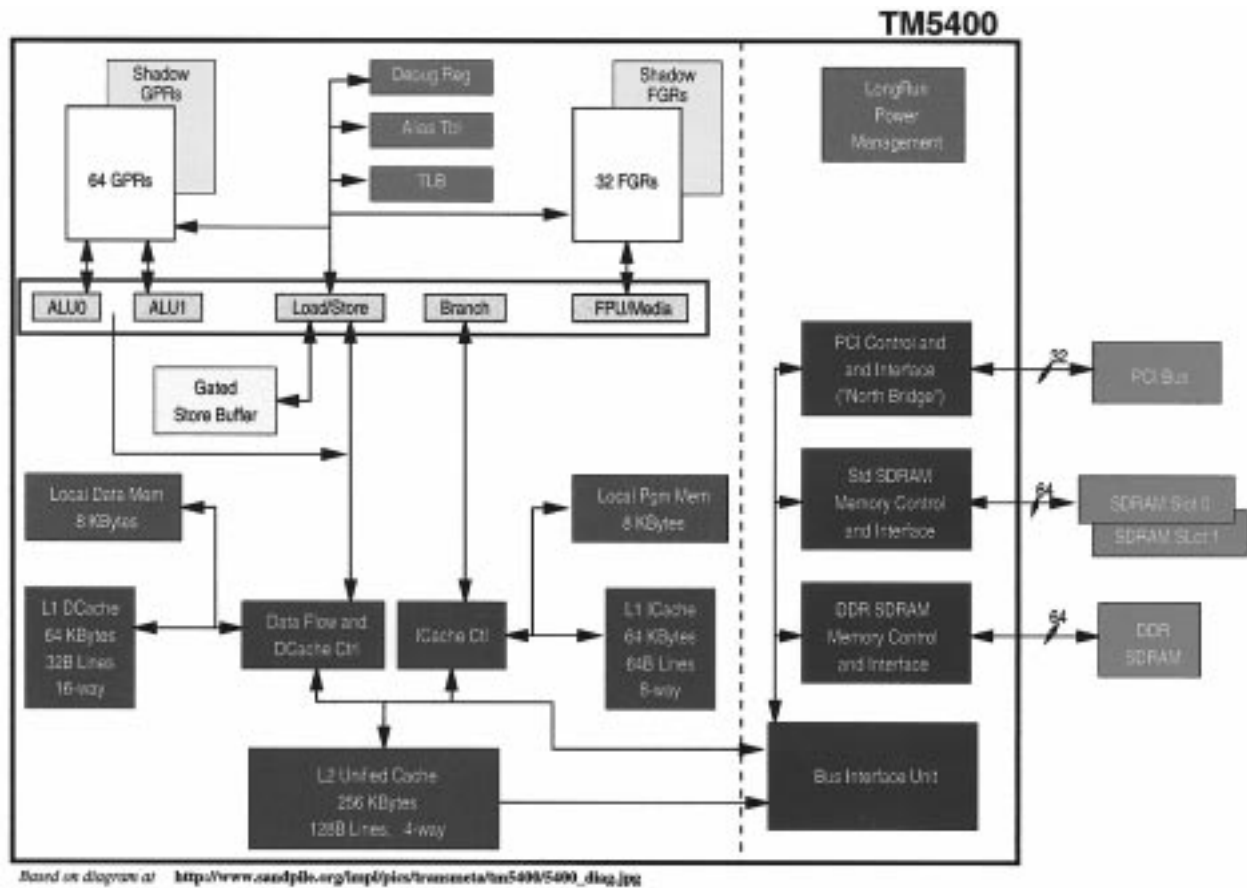 TM5400
Shadow
GPRs
64 GPRs
Debug Reg
Alias Tbl
TLB
Shadow
FGRs
32 FGRs
LongRun
Power
Management
ALU0
ALU1
Load/Store
Branch
FPU/Media
Gated
Store Buffer
PCI Control and
and Interface
("North Bridge")
32
PCI Bus
Local Data Mem
8 KBytes
Local Pgm Mem
8 KBytes
Std SDRAM
Memory Control
and Interface
64
SDRAM Slot 0
SDRAM SLot 1
L1 DCache
64 KBytes
32B Lines
16-way
Data Flow and
DCache Ctrl
ICache Ctl
L1 ICache
64 KBytes
64B Lines
8-way
DDR SDRAM
Memory Control
and Interface
64
DDR
SDRAM
L2 Unified Cache
256 KBytes
128B Lines; 4-way
Bus Interface Unit
Based on diagram at http://www.sandpile.org/impl/pics/transmeta/tm5400/5400_diag.jpg